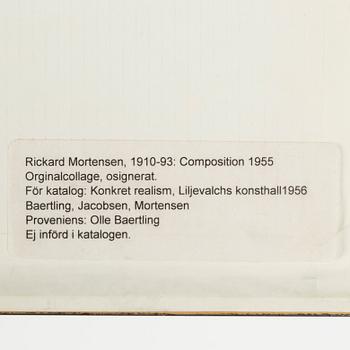 Rickard Mortensen, 1910-93: Composition 1955
Orginalcollage, osignerat.
För katalog: Konkret realism, Liljevalchs konsthall1956
Baertling, Jacobsen, Mortensen
Proveniens: Olle Baertling
Ej införd i katalogen.